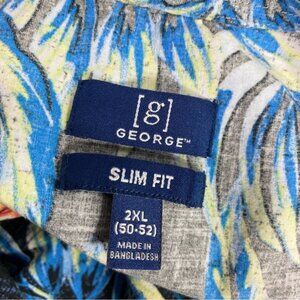 [g]
GEORGE™
SLIM FIT
2XL
(50-52)
MADE IN
BANGLADESH